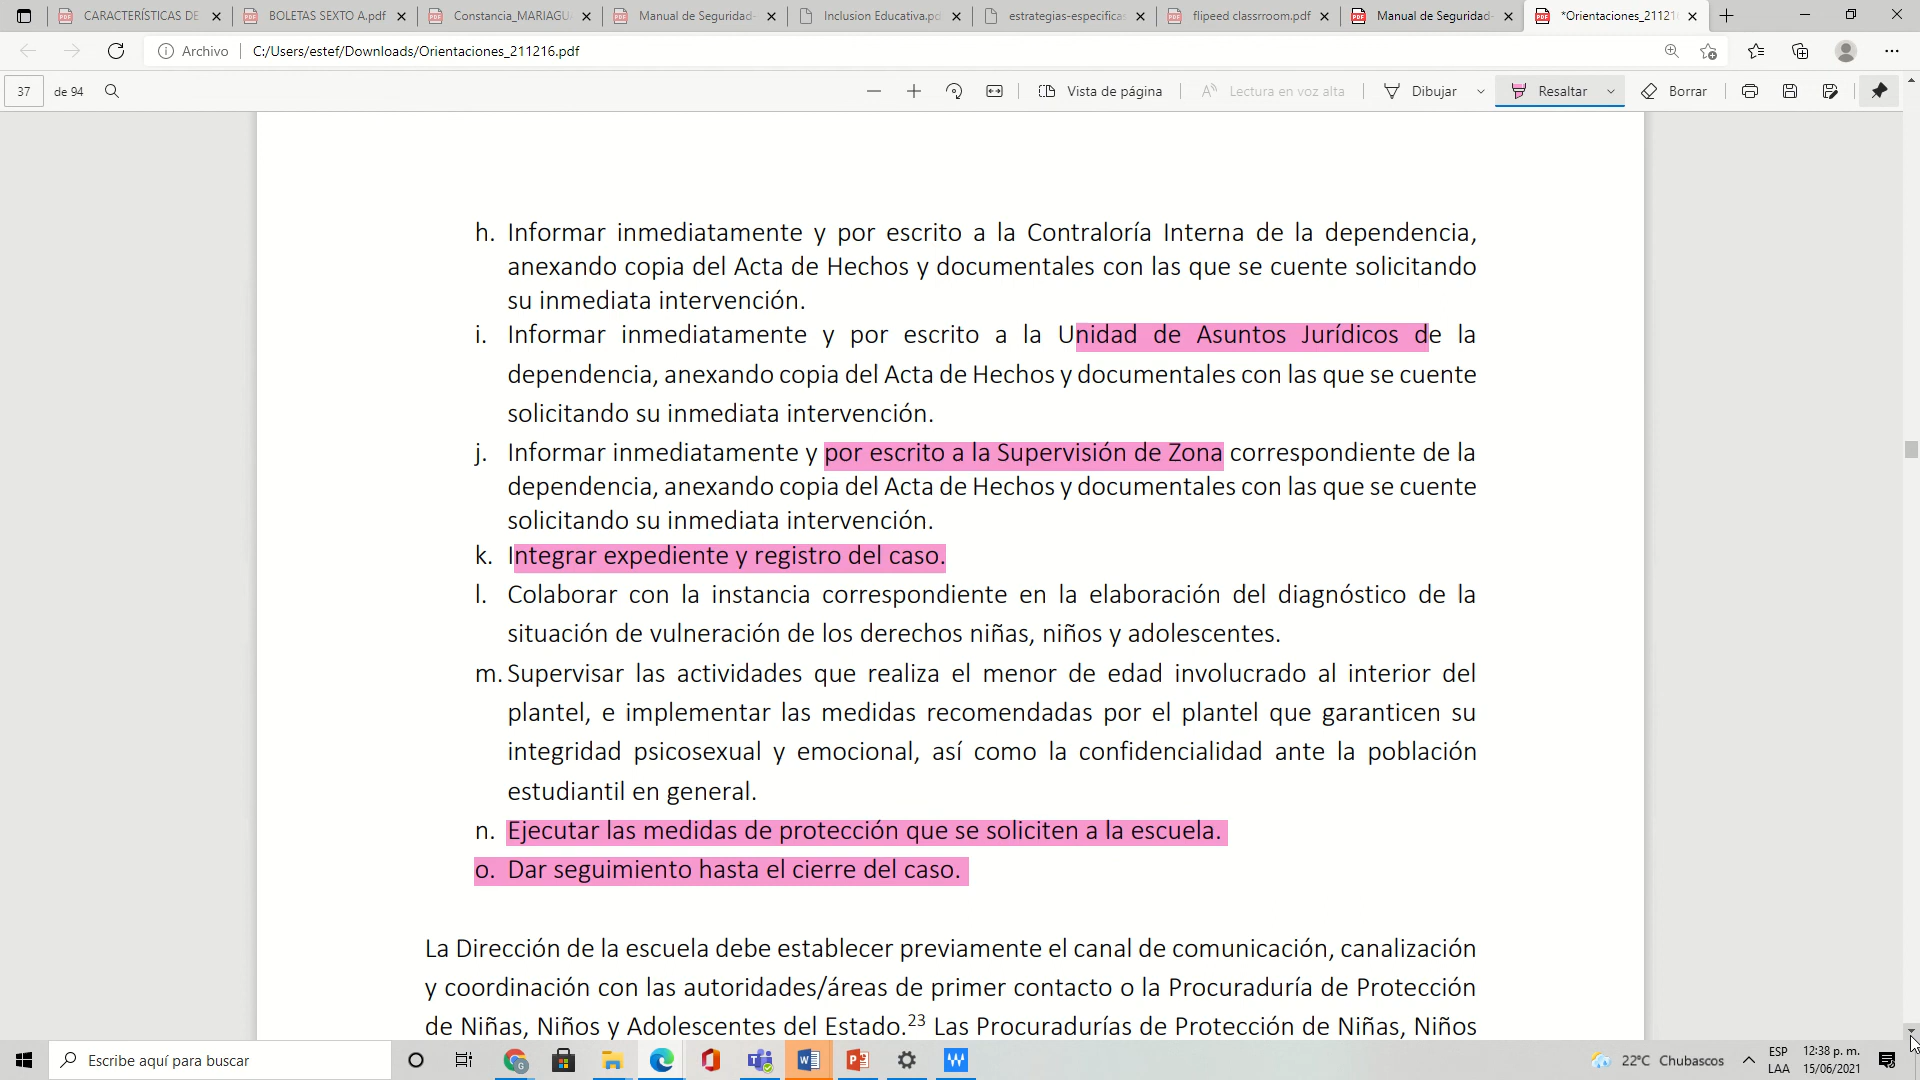 CARACTERÍSTICAS DE
BOLETAS SEXTO A.pdf
Constancia_MARIAGU
Manual de Seguridad-
Inclusion Educativa.pd
estrategias-especificas
flipeed classrroom.pdf
Manual de Seguridad-
*Orientaciones_21121
Archivo
C:/Users/estef/Downloads/Orientaciones_211216.pdf
37 de 94
Vista de página
Lectura en voz alta
Dibujar
Resaltar
Borrar
h. Informar inmediatamente y por escrito a la Contraloría Interna de la dependencia,
anexando copia del Acta de Hechos y documentales con las que se cuente solicitando
su inmediata intervención.
i. Informar inmediatamente y por escrito a la Unidad de Asuntos Jurídicos de la
dependencia, anexando copia del Acta de Hechos y documentales con las que se cuente
solicitando su inmediata intervención.
j. Informar inmediatamente y por escrito a la Supervisión de Zona correspondiente de la
dependencia, anexando copia del Acta de Hechos y documentales con las que se cuente
solicitando su inmediata intervención.
k. Integrar expediente y registro del caso.
l. Colaborar con la instancia correspondiente en la elaboración del diagnóstico de la
situación de vulneración de los derechos niñas, niños y adolescentes.
m. Supervisar las actividades que realiza el menor de edad involucrado al interior del
plantel, e implementar las medidas recomendadas por el plantel que garanticen su
integridad psicosexual y emocional, así como la confidencialidad ante la población
estudiantil en general.
n. Ejecutar las medidas de protección que se soliciten a la escuela.
o. Dar seguimiento hasta el cierre del caso.
La Dirección de la escuela debe establecer previamente el canal de comunicación, canalización
y coordinación con las autoridades/áreas de primer contacto o la Procuraduría de Protección
de Niñas, Niños y Adolescentes del Estado.23 Las Procuradurías de Protección de Niñas, Niños
Escribe aquí para buscar
22°C Chubascos
ESP
LAA
12:38 p. m.
15/06/2021